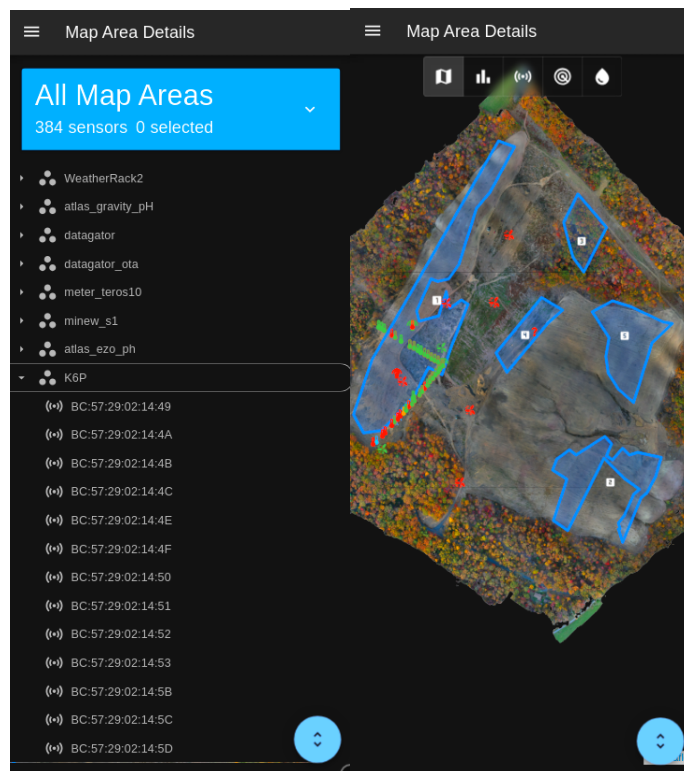 Map Area Details
All Map Areas
384 sensors 0 selected
WeatherRack2
atlas_gravity_pH
datagator
datagator_ota
meter_teros10
minew_s1
atlas_ezo_ph
K6P
BC:57:29:02:14:49
BC:57:29:02:14:4A
BC:57:29:02:14:4B
BC:57:29:02:14:4C
BC:57:29:02:14:4E
BC:57:29:02:14:4F
BC:57:29:02:14:50
BC:57:29:02:14:51
BC:57:29:02:14:52
BC:57:29:02:14:53
BC:57:29:02:14:5B
BC:57:29:02:14:5C
BC:57:29:02:14:5D
Map Area Details
3
1
4
5
2